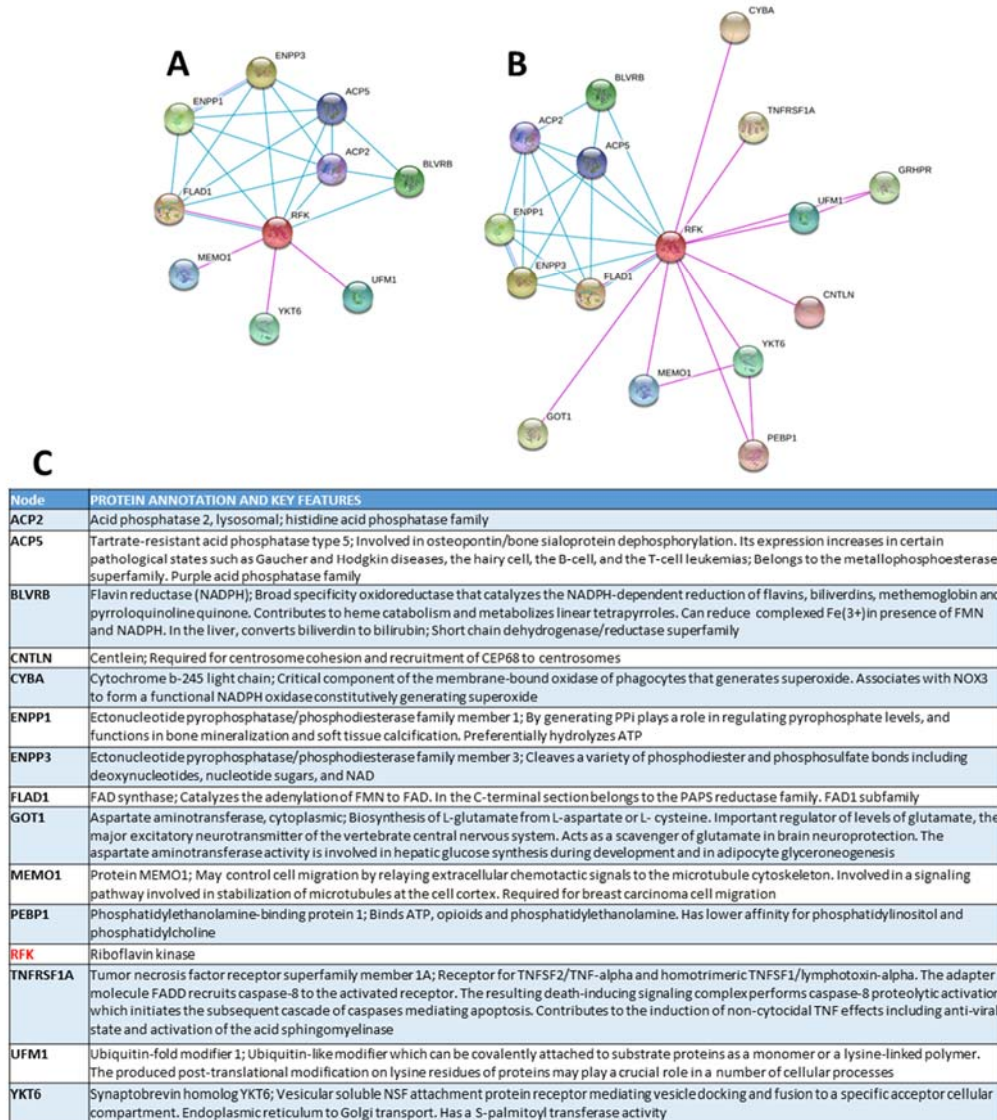 A
ENPP3
ENPP1
ACP5
ACP2
BLVRB
FLAD1
RFK
MEMO1
UFM1
YKT6
B
CYBA
BLVRB
TNFRSF1A
ACP2
ACP5
GRHPR
UFM1
ENPP1
RFK
ENPP3
FLAD1
CNTLN
YKT6
MEMO1
GOT1
PEBP1
C
Node PROTEIN ANNOTATION AND KEY FEATURES
ACP2 Acid phosphatase 2, lysosomal; histidine acid phosphatase family
ACP5 Tartrate-resistant acid phosphatase type 5; Involved in osteopontin/bone sialoprotein dephosphorylation. Its expression increases in certain
pathological states such as Gaucher and Hodgkin diseases, the hairy cell, the B-cell, and the T-cell leukemias; Belongs to the metallophosphoesterase
superfamily. Purple acid phosphatase family
BLVRB Flavin reductase (NADPH); Broad specificity oxidoreductase that catalyzes the NADPH-dependent reduction of flavins, biliverdins, methemoglobin and
pyrroloquinoline quinone. Contributes to heme catabolism and metabolizes linear tetrapyrroles. Can reduce complexed Fe(3+)in presence of FMN
and NADPH. In the liver, converts biliverdin to bilirubin; Short chain dehydrogenase/reductase superfamily
CNTLN Centlein; Required for centrosome cohesion and recruitment of CEP68 to centrosomes
CYBA Cytochrome b-245 light chain; Critical component of the membrane-bound oxidase of phagocytes that generates superoxide. Associates with NOX3
to form a functional NADPH oxidase constitutively generating superoxide
ENPP1 Ectonucleotide pyrophosphatase/phosphodiesterase family member 1; By generating PPi plays a role in regulating pyrophosphate levels, and
functions in bone mineralization and soft tissue calcification. Preferentially hydrolyzes ATP
ENPP3 Ectonucleotide pyrophosphatase/phosphodiesterase family member 3; Cleaves a variety of phosphodiester and phosphosulfate bonds including
deoxynucleotides, nucleotide sugars, and NAD
FLAD1 FAD synthase; Catalyzes the adenylation of FMN to FAD. In the C-terminal section belongs to the PAPS reductase family. FAD1 subfamily
GOT1 Aspartate aminotransferase, cytoplasmic; Biosynthesis of L-glutamate from L-aspartate or L- cysteine. Important regulator of levels of glutamate, the
major excitatory neurotransmitter of the vertebrate central nervous system. Acts as a scavenger of glutamate in brain neuroprotection. The
aspartate aminotransferase activity is involved in hepatic glucose synthesis during development and in adipocyte glyceroneogenesis
MEMO1 Protein MEMO1; May control cell migration by relaying extracellular chemotactic signals to the microtubule cytoskeleton. Involved in a signaling
pathway involved in stabilization of microtubules at the cell cortex. Required for breast carcinoma cell migration
PEBP1 Phosphatidylethanolamine-binding protein 1; Binds ATP, opioids and phosphatidylethanolamine. Has lower affinity for phosphatidylinositol and
phosphatidylcholine
RFK Riboflavin kinase
TNFRSF1A Tumor necrosis factor receptor superfamily member 1A; Receptor for TNFSF2/TNF-alpha and homotrimeric TNFSF1/lymphotoxin-alpha. The adapter
molecule FADD recruits caspase-8 to the activated receptor. The resulting death-inducing signaling complex performs caspase-8 proteolytic activation
which initiates the subsequent cascade of caspases mediating apoptosis. Contributes to the induction of non-cytocidal TNF effects including anti-viral
state and activation of the acid sphingomyelinase
UFM1 Ubiquitin-fold modifier 1; Ubiquitin-like modifier which can be covalently attached to substrate proteins as a monomer or a lysine-linked polymer.
The produced post-translational modification on lysine residues of proteins may play a crucial role in a number of cellular processes
YKT6 Synaptobrevin homolog YKT6; Vesicular soluble NSF attachment protein receptor mediating vesicle docking and fusion to a specific acceptor cellular
compartment. Endoplasmic reticulum to Golgi transport. Has a S-palmitoyl transferase activity